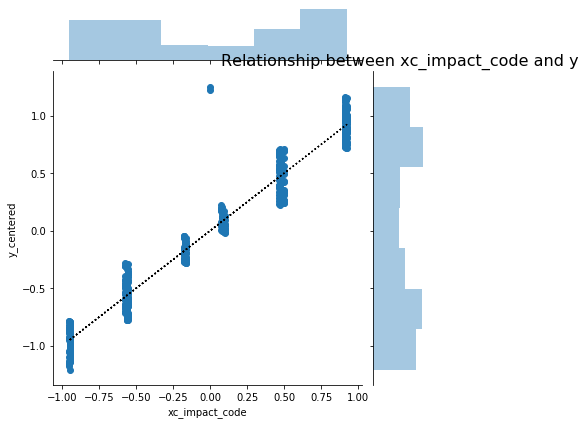 Relationship between xc_impact_code and y
1.0
0.5
0.0
−0.5
−1.0
y_centered
−1.00 −0.75 −0.50 −0.25 0.00 0.25 0.50 0.75 1.00
xc_impact_code